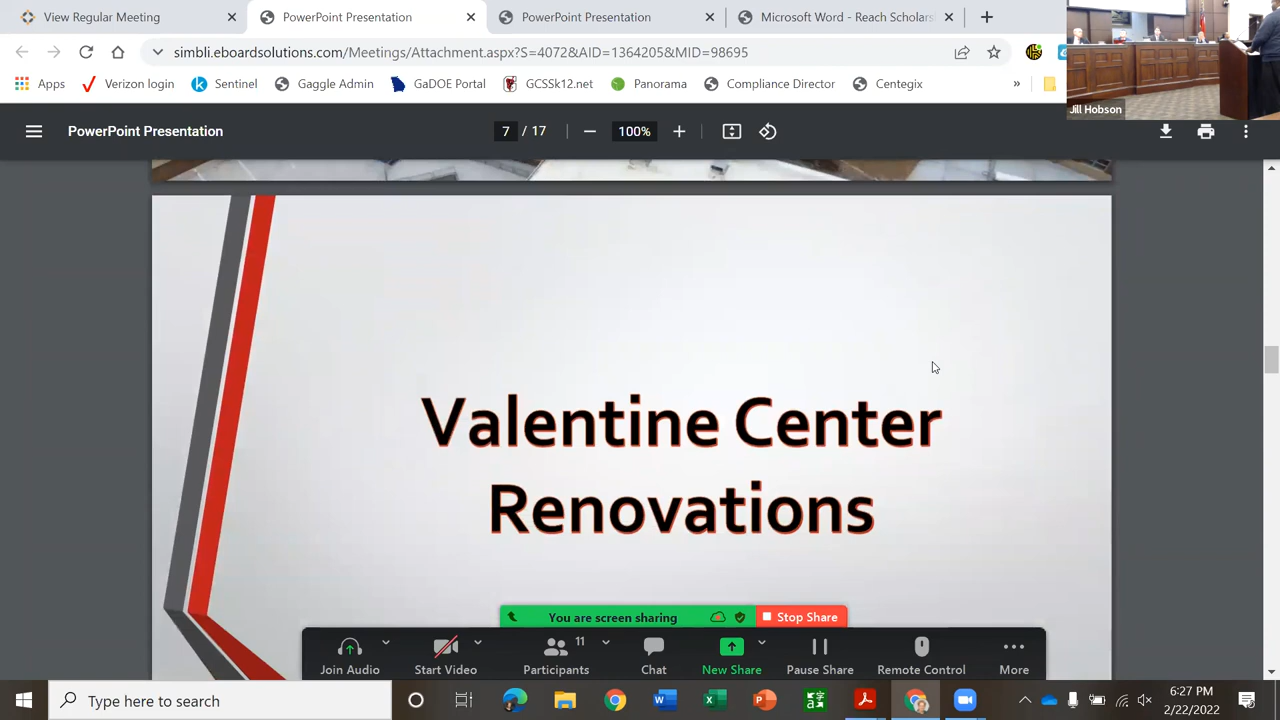 View Regular Meeting
PowerPoint Presentation
PowerPoint Presentation
Microsoft Word - Reach Scholars
simbli.eboardsolutions.com/Meetings/Attachment.aspx?S=4072&AID=1364205&MID=98695
Apps
Verizon login
Sentinel
Gaggle Admin
GaDOE Portal
GCSSk12.net
Panorama
Compliance Director
Centegix
»
Jill Hobson
PowerPoint Presentation
7 / 17
100%
Valentine Center
Renovations
You are screen sharing
Stop Share
Join Audio
Start Video
Participants
11
Chat
New Share
Pause Share
Remote Control
More
Type here to search
6:27 PM
2/22/2022